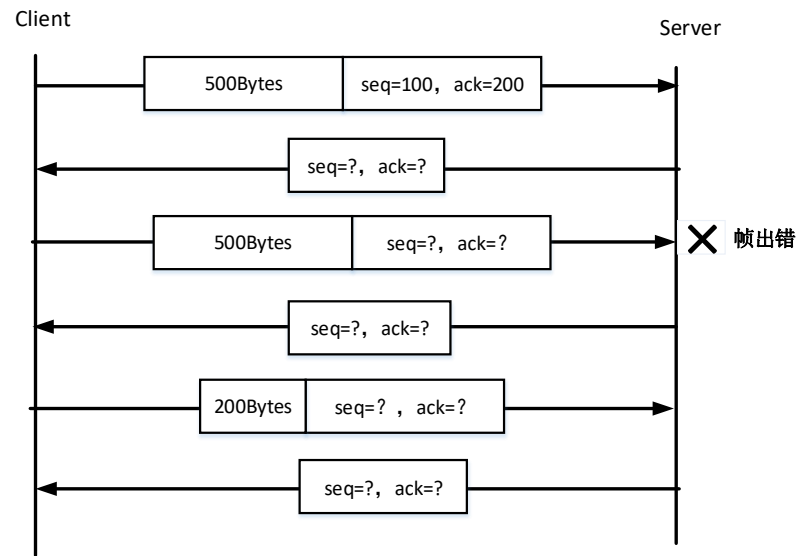 Client
Server
500Bytes
seq=100，ack=200
seq=?，ack=?
500Bytes
seq=?，ack=？
帧出错
seq=?，ack=?
200Bytes
seq=？，ack=?
seq=?，ack=?